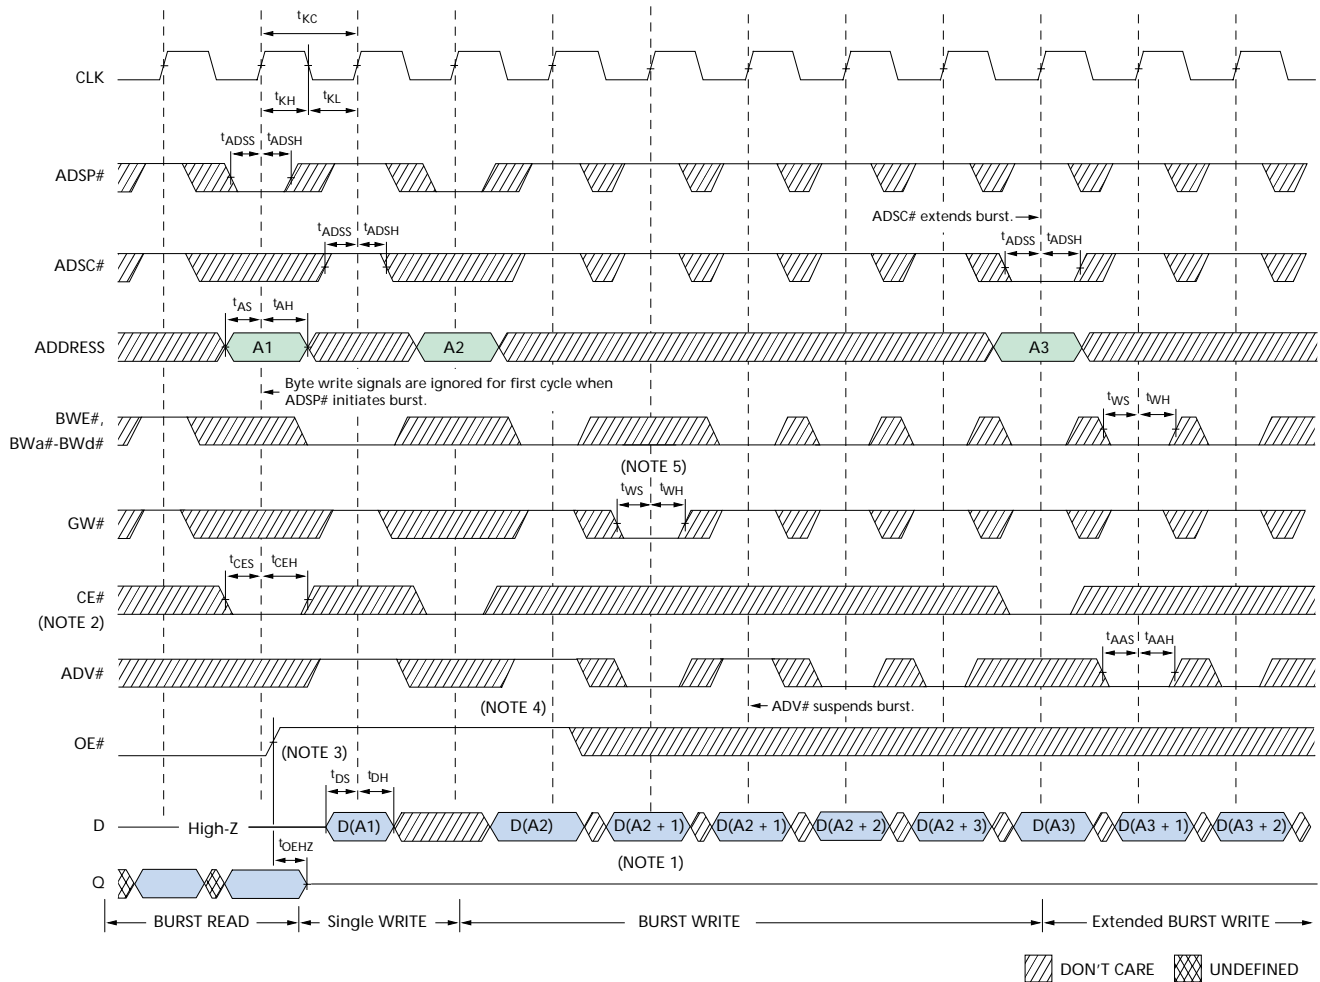 tKC
CLK
tKH tKL
tADSS tADSH
ADSP#
ADSC# extends burst.
tADSS tADSH tADSS tADSH
ADSC#
tAS tAH
ADDRESS A1 A2 A3
Byte write signals are ignored for first cycle when
ADSP# initiates burst.
BWE#,
BWa#-BWd#
tWS tWH
(NOTE 5)
tWS tWH
GW#
tCES tCEH
CE#
(NOTE 2)
tAAS tAAH
ADV#
(NOTE 4) ADV# suspends burst.
OE#
(NOTE 3)
tDS tDH
D High-Z D(A1) D(A2) D(A2 + 1) D(A2 + 1) D(A2 + 2) D(A2 + 3) D(A3) D(A3 + 1) D(A3 + 2)
tOEHZ (NOTE 1)
Q
BURST READ Single WRITE BURST WRITE Extended BURST WRITE
DON'T CARE UNDEFINED